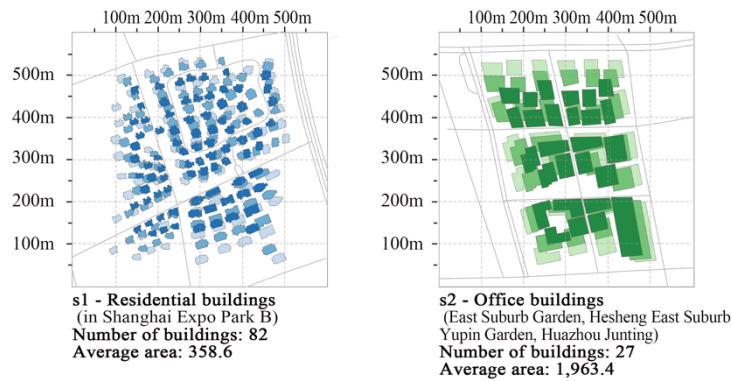 100m 200m 300m 400m 500m
500m
400m
300m
200m
100m
s1 - Residential buildings
(in Shanghai Expo Park B)
Number of buildings: 82
Average area: 358.6
100m 200m 300m 400m 500m
500m
400m
300m
200m
100m
s2 - Office buildings
(East Suburb Garden, Hesheng East Suburb
Yupin Garden, Huazhou Junting)
Number of buildings: 27
Average area: 1,963.4